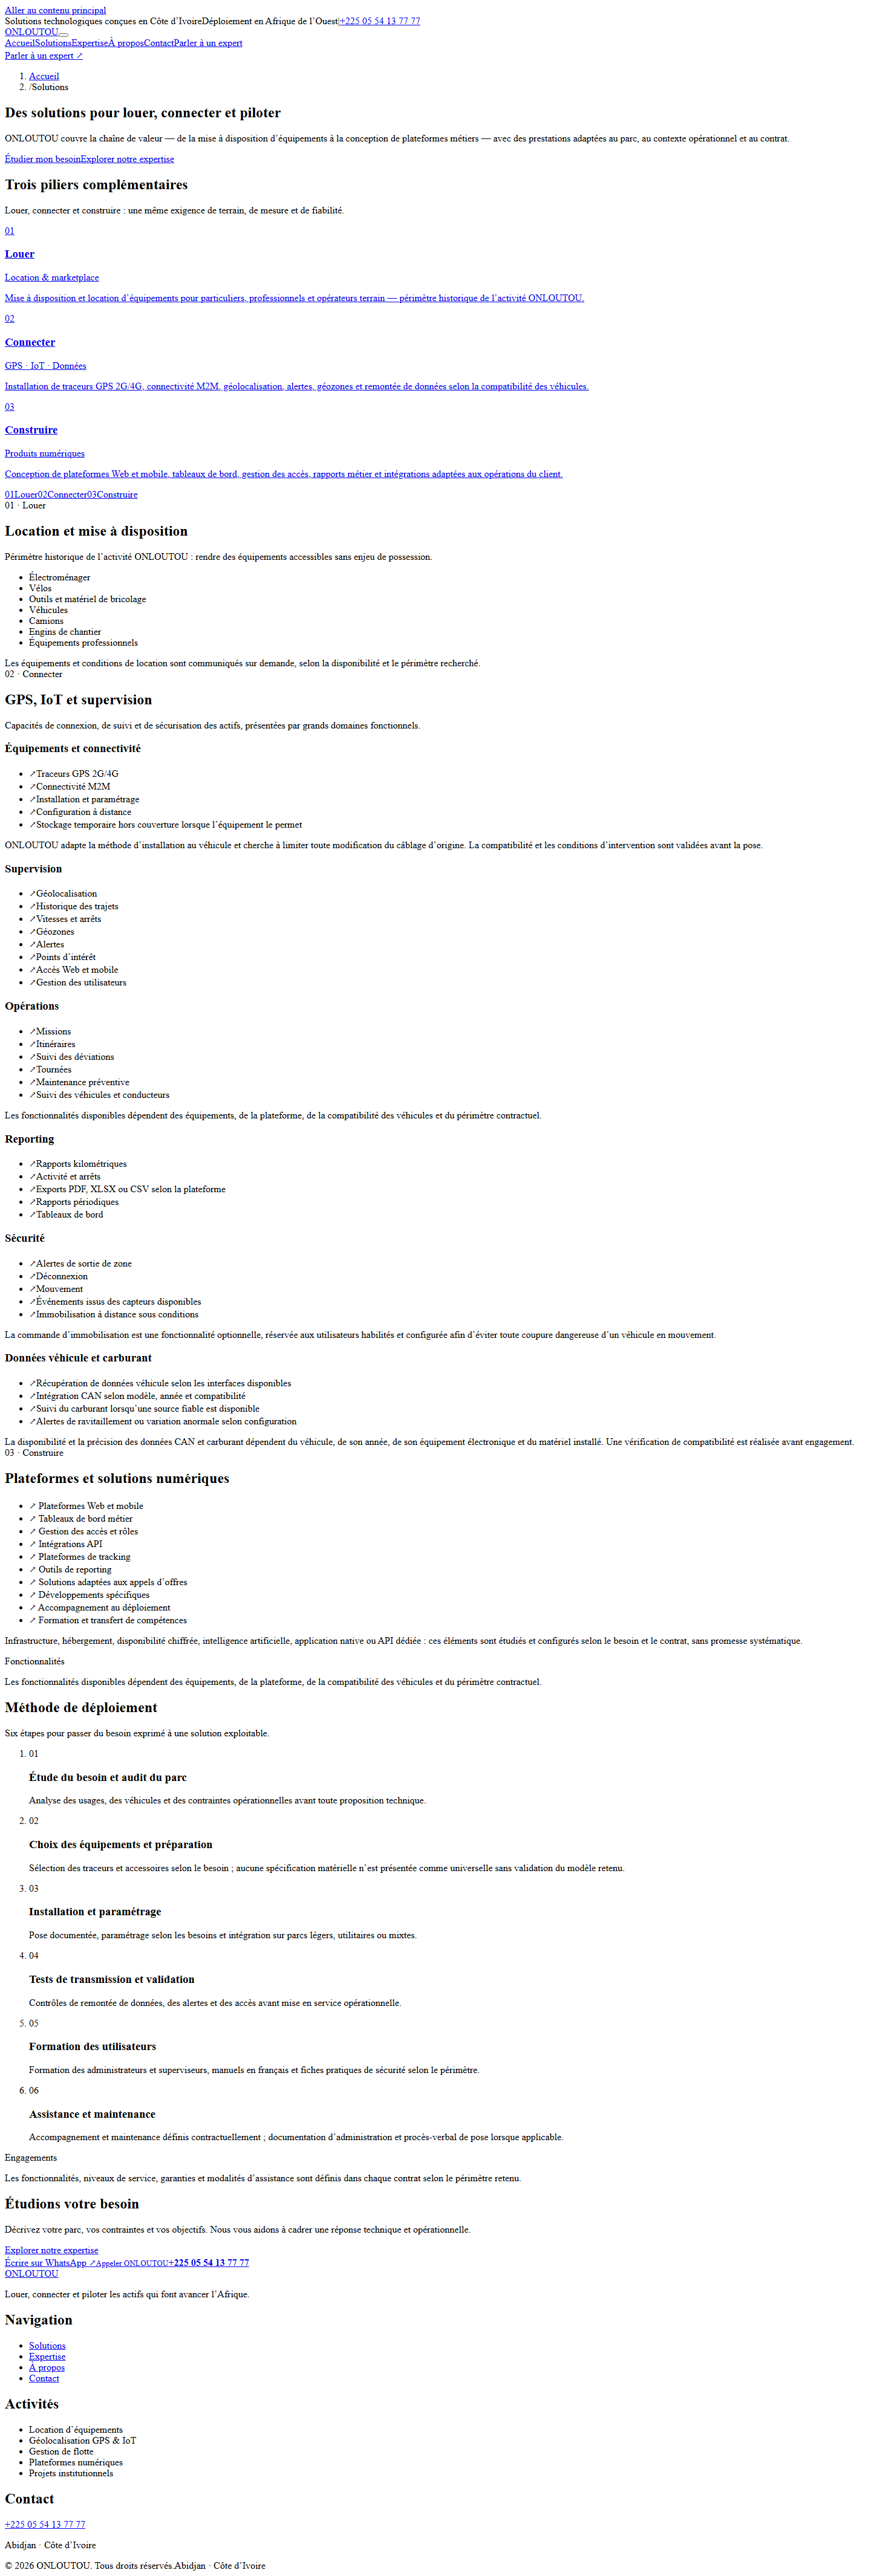 Aller au contenu principal
Solutions technologiques conçues en Côte d’IvoireDéploiement en Afrique de l’Ouest|+225 05 54 13 77 77
ONLOUTOU
AccueilSolutionsExpertiseÀ proposContactParler à un expert
Parler à un expert ↗
1. Accueil
2. /Solutions
Des solutions pour louer, connecter et piloter
ONLOUTOU couvre la chaîne de valeur — de la mise à disposition d’équipements à la conception de plateformes métiers — avec des prestations adaptées au parc, au contexte opérationnel et au contrat.
Étudier mon besoinExplorer notre expertise
Trois piliers complémentaires
Louer, connecter et construire : une même exigence de terrain, de mesure et de fiabilité.
01
Louer
Location & marketplace
Mise à disposition et location d’équipements pour particuliers, professionnels et opérateurs terrain — périmètre historique de l’activité ONLOUTOU.
02
Connecter
GPS · IoT · Données
Installation de traceurs GPS 2G/4G, connectivité M2M, géolocalisation, alertes, géozones et remontée de données selon la compatibilité des véhicules.
03
Construire
Produits numériques
Conception de plateformes Web et mobile, tableaux de bord, gestion des accès, rapports métier et intégrations adaptées aux opérations du client.
01Louer02Connecter03Construire
01 · Louer
Location et mise à disposition
Périmètre historique de l’activité ONLOUTOU : rendre des équipements accessibles sans enjeu de possession.
• Électroménager
• Vélos
• Outils et matériel de bricolage
• Véhicules
• Camions
• Engins de chantier
• Équipements professionnels
Les équipements et conditions de location sont communiqués sur demande, selon la disponibilité et le périmètre recherché.
02 · Connecter
GPS, IoT et supervision
Capacités de connexion, de suivi et de sécurisation des actifs, présentées par grands domaines fonctionnels.
Équipements et connectivité
• ↗Traceurs GPS 2G/4G
• ↗Connectivité M2M
• ↗Installation et paramétrage
• ↗Configuration à distance
• ↗Stockage temporaire hors couverture lorsque l’équipement le permet
ONLOUTOU adapte la méthode d’installation au véhicule et cherche à limiter toute modification du câblage d’origine. La compatibilité et les conditions d’intervention sont validées avant la pose.
Supervision
• ↗Géolocalisation
• ↗Historique des trajets
• ↗Vitesses et arrêts
• ↗Géozones
• ↗Alertes
• ↗Points d’intérêt
• ↗Accès Web et mobile
• ↗Gestion des utilisateurs
Opérations
• ↗Missions
• ↗Itinéraires
• ↗Suivi des déviations
• ↗Tournées
• ↗Maintenance préventive
• ↗Suivi des véhicules et conducteurs
Les fonctionnalités disponibles dépendent des équipements, de la plateforme, de la compatibilité des véhicules et du périmètre contractuel.
Reporting
• ↗Rapports kilométriques
• ↗Activité et arrêts
• ↗Exports PDF, XLSX ou CSV selon la plateforme
• ↗Rapports périodiques
• ↗Tableaux de bord
Sécurité
• ↗Alertes de sortie de zone
• ↗Déconnexion
• ↗Mouvement
• ↗Événements issus des capteurs disponibles
• ↗Immobilisation à distance sous conditions
La commande d’immobilisation est une fonctionnalité optionnelle, réservée aux utilisateurs habilités et configurée afin d’éviter toute coupure dangereuse d’un véhicule en mouvement.
Données véhicule et carburant
• ↗Récupération de données véhicule selon les interfaces disponibles
• ↗Intégration CAN selon modèle, année et compatibilité
• ↗Suivi du carburant lorsqu’une source fiable est disponible
• ↗Alertes de ravitaillement ou variation anormale selon configuration
La disponibilité et la précision des données CAN et carburant dépendent du véhicule, de son année, de son équipement électronique et du matériel installé. Une vérification de compatibilité est réalisée avant engagement.
03 · Construire
Plateformes et solutions numériques
• ↗ Plateformes Web et mobile
• ↗ Tableaux de bord métier
• ↗ Gestion des accès et rôles
• ↗ Intégrations API
• ↗ Plateformes de tracking
• ↗ Outils de reporting
• ↗ Solutions adaptées aux appels d’offres
• ↗ Développements spécifiques
• ↗ Accompagnement au déploiement
• ↗ Formation et transfert de compétences
Infrastructure, hébergement, disponibilité chiffrée, intelligence artificielle, application native ou API dédiée : ces éléments sont étudiés et configurés selon le besoin et le contrat, sans promesse systématique.
Fonctionnalités
Les fonctionnalités disponibles dépendent des équipements, de la plateforme, de la compatibilité des véhicules et du périmètre contractuel.
Méthode de déploiement
Six étapes pour passer du besoin exprimé à une solution exploitable.
1. 01
Étude du besoin et audit du parc
Analyse des usages, des véhicules et des contraintes opérationnelles avant toute proposition technique.
2. 02
Choix des équipements et préparation
Sélection des traceurs et accessoires selon le besoin ; aucune spécification matérielle n’est présentée comme universelle sans validation du modèle retenu.
3. 03
Installation et paramétrage
Pose documentée, paramétrage selon les besoins et intégration sur parcs légers, utilitaires ou mixtes.
4. 04
Tests de transmission et validation
Contrôles de remontée de données, des alertes et des accès avant mise en service opérationnelle.
5. 05
Formation des utilisateurs
Formation des administrateurs et superviseurs, manuels en français et fiches pratiques de sécurité selon le périmètre.
6. 06
Assistance et maintenance
Accompagnement et maintenance définis contractuellement ; documentation d’administration et procès-verbal de pose lorsque applicable.
Engagements
Les fonctionnalités, niveaux de service, garanties et modalités d’assistance sont définis dans chaque contrat selon le périmètre retenu.
Étudions votre besoin
Décrivez votre parc, vos contraintes et vos objectifs. Nous vous aidons à cadrer une réponse technique et opérationnelle.
Explorer notre expertise
Écrire sur WhatsApp ↗Appeler ONLOUTOU+225 05 54 13 77 77
ONLOUTOU
Louer, connecter et piloter les actifs qui font avancer l’Afrique.
Navigation
• Solutions
• Expertise
• À propos
• Contact
Activités
• Location d’équipements
• Géolocalisation GPS & IoT
• Gestion de flotte
• Plateformes numériques
• Projets institutionnels
Contact
+225 05 54 13 77 77
Abidjan · Côte d’Ivoire
© 2026 ONLOUTOU. Tous droits réservés.Abidjan · Côte d’Ivoire